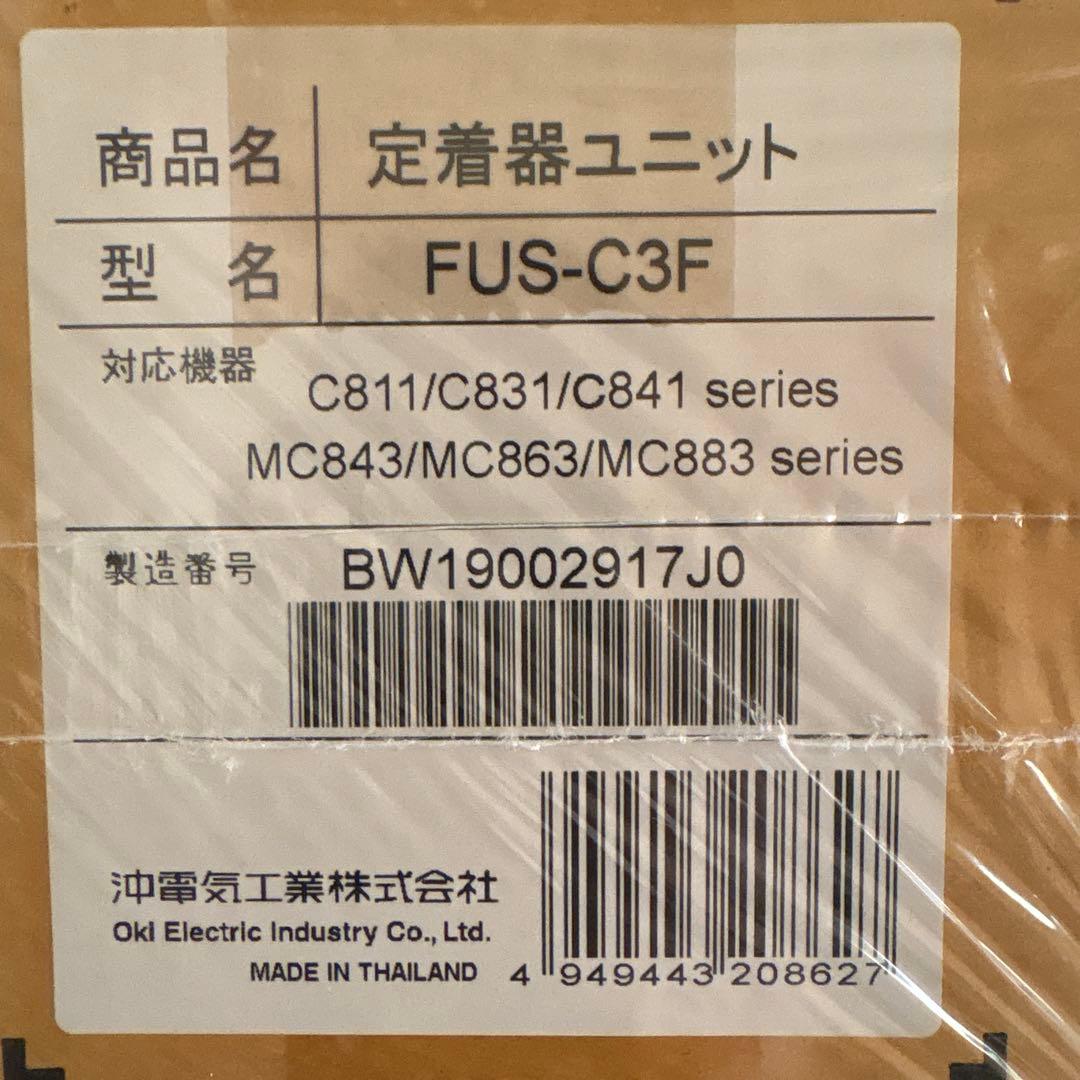 商品名 定着器ユニット
型 名 FUS-C3F
対応機器 C811/C831/C841 series
MC843/MC863/MC883 series
製造番号 BW19002917J0
沖電気工業株式会社
Oki Electric Industry Co., Ltd.
MADE IN THAILAND
4 949443 208627